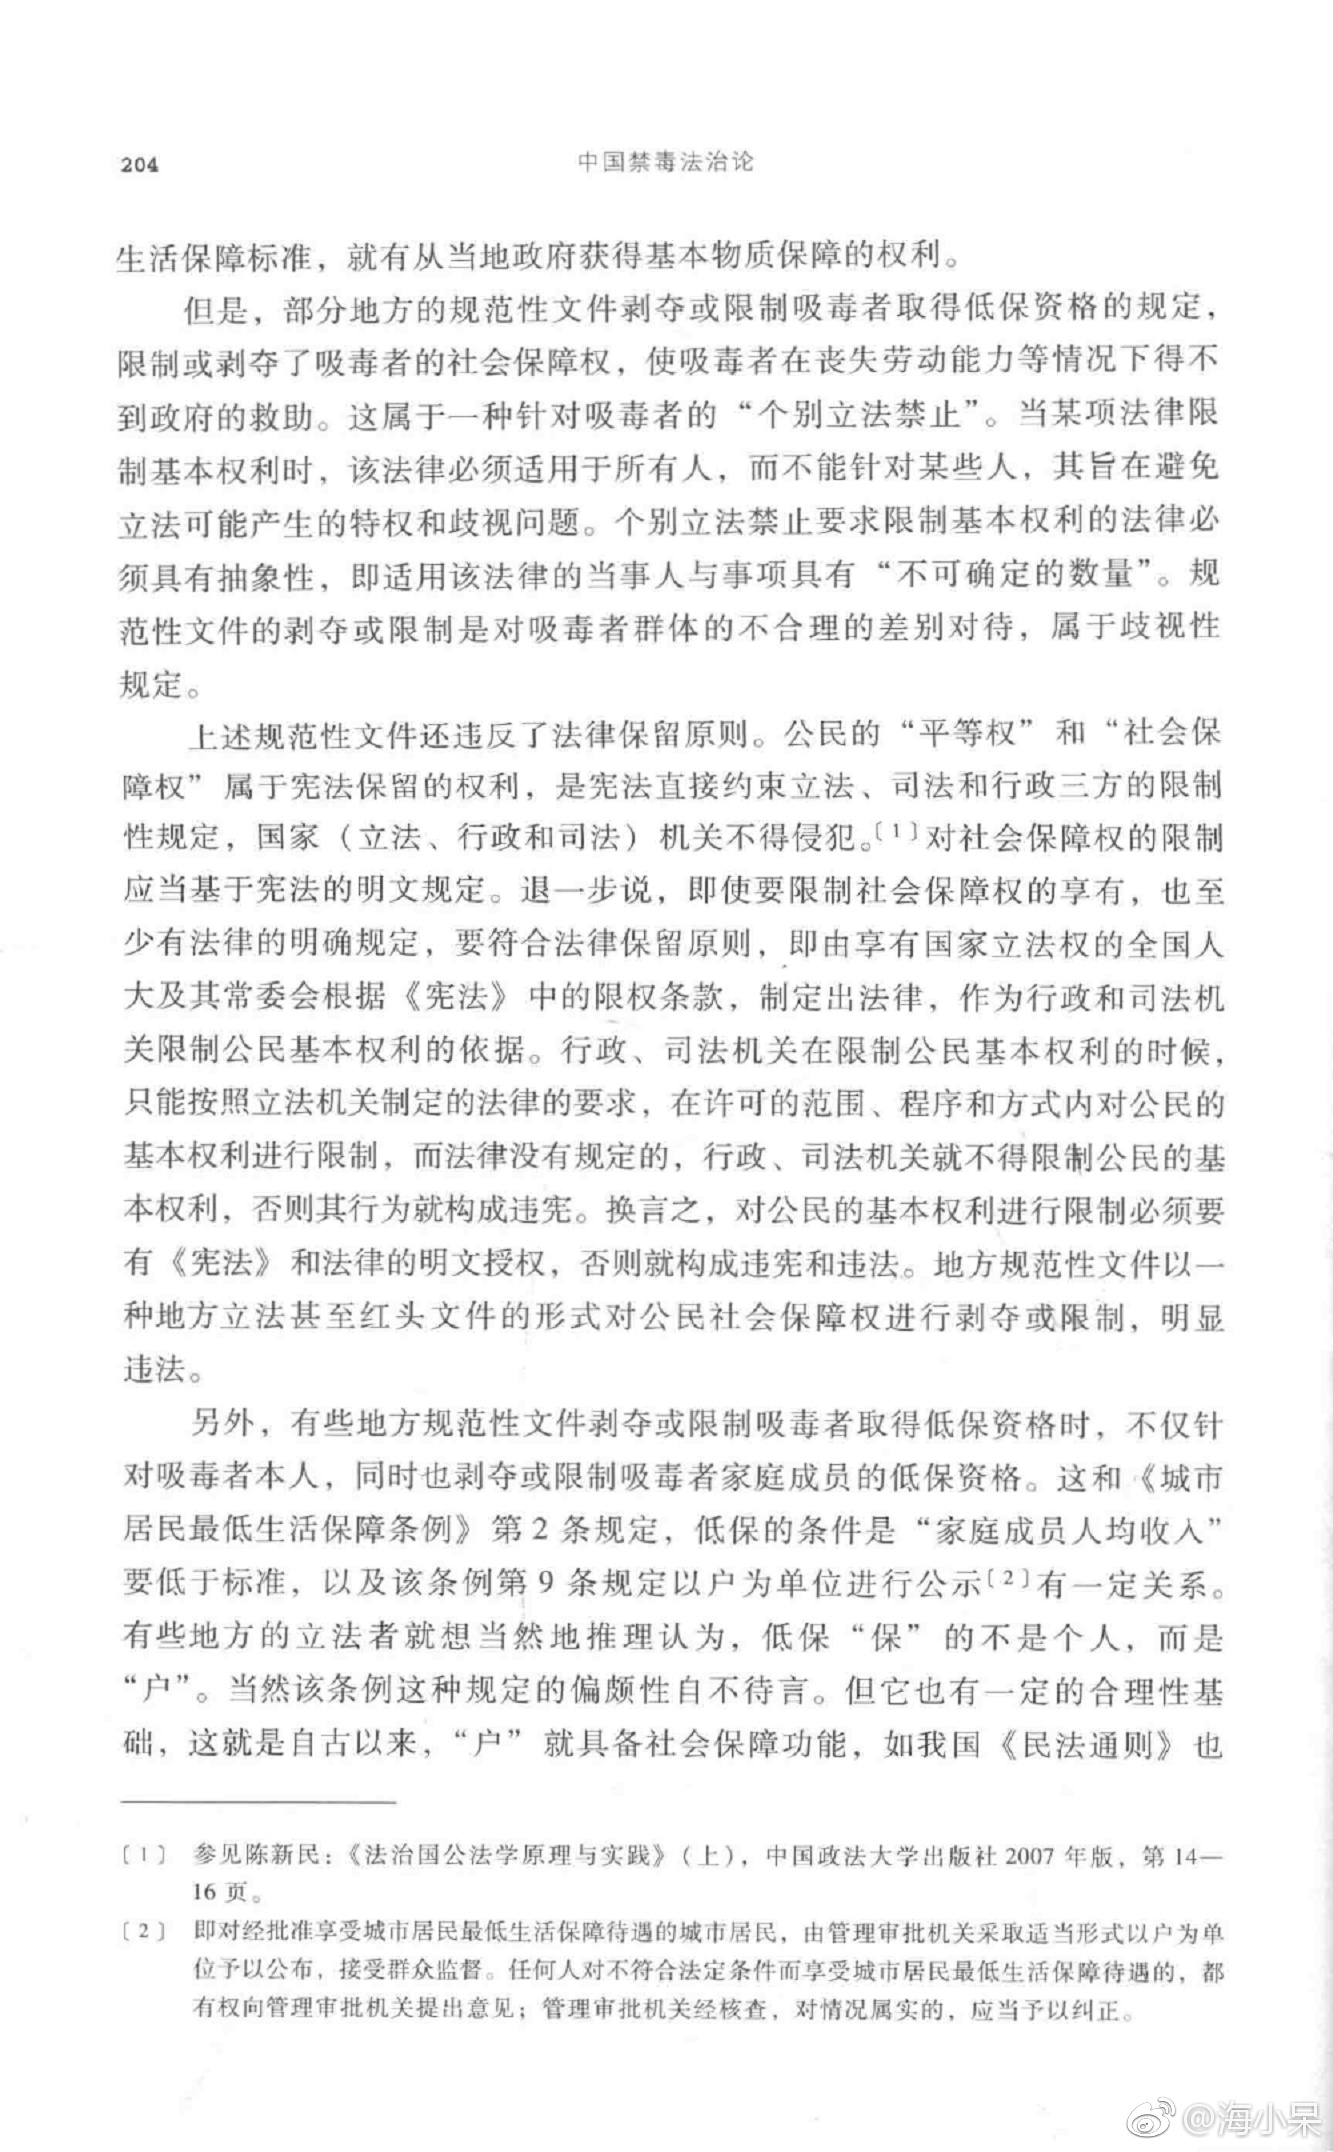 204
中国禁毒法治论
生活保障标准，就有从当地政府获得基本物质保障的权利。
但是，部分地方的规范性文件剥夺或限制吸毒者取得低保资格的规定，
限制或剥夺了吸毒者的社会保障权，使吸毒者在丧失劳动能力等情况下得不
到政府的救助。这属于一种针对吸毒者的“个别立法禁止”。当某项法律限
制基本权利时，该法律必须适用于所有人，而不能针对某些人，其旨在避免
立法可能产生的特权和歧视问题。个别立法禁止要求限制基本权利的法律必
须具有抽象性，即适用该法律的当事人与事项具有“不可确定的数量”。规
范性文件的剥夺或限制是对吸毒者群体的不合理的差别对待，属于歧视性
规定。
上述规范性文件还违反了法律保留原则。公民的“平等权”和“社会保
障权”属于宪法保留的权利，是宪法直接约束立法、司法和行政三方的限制
性规定，国家（立法、行政和司法）机关不得侵犯。〔1〕对社会保障权的限制
应当基于宪法的明文规定。退一步说，即使要限制社会保障权的享有，也至
少有法律的明确规定，要符合法律保留原则，即由享有国家立法权的全国人
大及其常委会根据《宪法》中的限权条款，制定出法律，作为行政和司法机
关限制公民基本权利的依据。行政、司法机关在限制公民基本权利的时候，
只能按照立法机关制定的法律的要求，在许可的范围、程序和方式内对公民的
基本权利进行限制，而法律没有规定的，行政、司法机关就不得限制公民的基
本权利，否则其行为就构成违宪。换言之，对公民的基本权利进行限制必须要
有《宪法》和法律的明文授权，否则就构成违宪和违法。地方规范性文件以一
种地方立法甚至红头文件的形式对公民社会保障权进行剥夺或限制，明显
违法。
另外，有些地方规范性文件剥夺或限制吸毒者取得低保资格时，不仅针
对吸毒者本人，同时也剥夺或限制吸毒者家庭成员的低保资格。这和《城市
居民最低生活保障条例》第2条规定，低保的条件是“家庭成员人均收入”
要低于标准，以及该条例第9条规定以户为单位进行公示〔2〕有一定关系。
有些地方的立法者就想当然地推理认为，低保“保”的不是个人，而是
“户”。当然该条例这种规定的偏颇性自不待言。但它也有一定的合理性基
础，这就是自古以来，“户”就具备社会保障功能，如我国《民法通则》也
〔1〕 参见陈新民：《法治国公法学原理与实践》（上），中国政法大学出版社2007年版，第14—
16页。
〔2〕 即对经批准享受城市居民最低生活保障待遇的城市居民，由管理审批机关采取适当形式以户为单
位予以公布，接受群众监督。任何人对不符合法定条件而享受城市居民最低生活保障待遇的，都
有权向管理审批机关提出意见；管理审批机关经核查，对情况属实的，应当予以纠正。
@海小呆